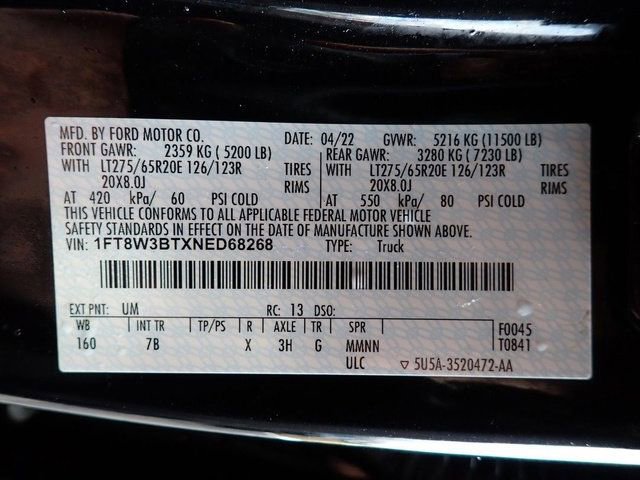 MFD. BY FORD MOTOR CO. DATE: 04/22 GVWR: 5216 KG (11500 LB)
FRONT GAWR: 2359 KG (5200 LB) REAR GAWR: 3280 KG (7230 LB)
WITH LT275/65R20E 126/123R TIRES WITH LT275/65R20E 126/123R TIRES
20X8.0J RIMS 20X8.0J RIMS
AT 420 kPa/ 60 PSI COLD AT 550 kPa/ 80 PSI COLD
THIS VEHICLE CONFORMS TO ALL APPLICABLE FEDERAL MOTOR VEHICLE
SAFETY STANDARDS IN EFFECT ON THE DATE OF MANUFACTURE SHOWN ABOVE.
VIN: 1FT8W3BTXNED68268 TYPE: Truck
EXT PNT: UM RC: 13 DSO:
WB INT TR TP/PS R AXLE TR SPR F0045
160 7B X 3H G MMNN T0841
ULC ▽ 5U5A-3520472-AA